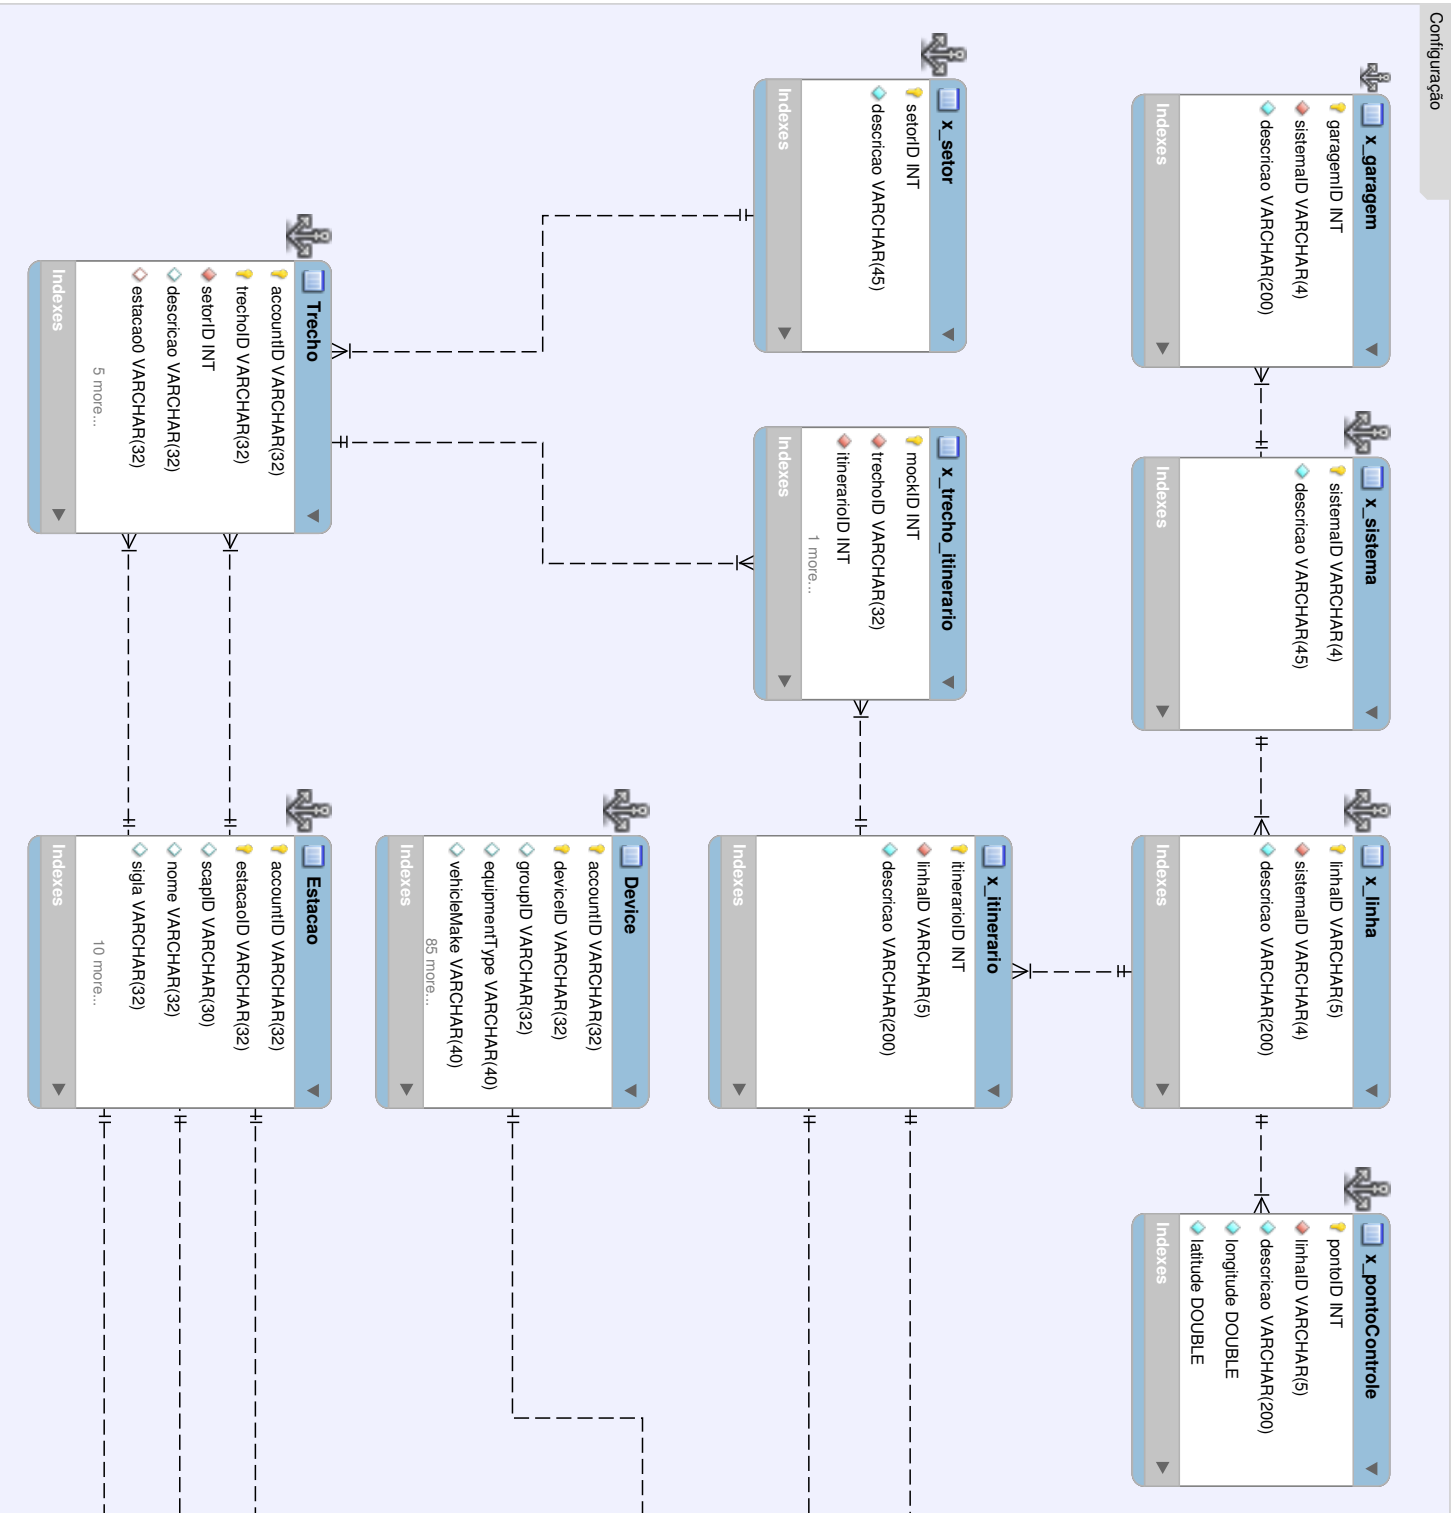 Configuração
x_garagem
garagemID INT
sistemaID VARCHAR(4)
descricao VARCHAR(200)
Indexes
x_sistema
sistemaID VARCHAR(4)
descricao VARCHAR(45)
Indexes
x_linha
linhaID VARCHAR(5)
sistemaID VARCHAR(4)
descricao VARCHAR(200)
Indexes
x_pontoControle
pontoID INT
linhaID VARCHAR(5)
descricao VARCHAR(200)
longitude DOUBLE
latitude DOUBLE
Indexes
x_setor
setorID INT
descricao VARCHAR(45)
Indexes
x_trecho_itinerario
mockID INT
trechoID VARCHAR(32)
itinerarioID INT
1 more...
Indexes
x_itinerario
itinerarioID INT
linhaID VARCHAR(5)
descricao VARCHAR(200)
Indexes
Device
accountID VARCHAR(32)
deviceID VARCHAR(32)
groupID VARCHAR(32)
equipmentType VARCHAR(40)
vehicleMake VARCHAR(40)
85 more...
Indexes
Trecho
accountID VARCHAR(32)
trechoID VARCHAR(32)
setorID INT
descricao VARCHAR(32)
estacao0 VARCHAR(32)
5 more...
Indexes
Estacao
accountID VARCHAR(32)
estacaoID VARCHAR(32)
scapID VARCHAR(30)
nome VARCHAR(32)
sigla VARCHAR(32)
10 more...
Indexes